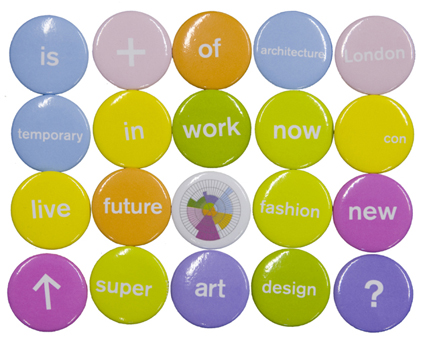 is + of architecture London
temporary in work now con
live future fashion new
↑ super art design ?